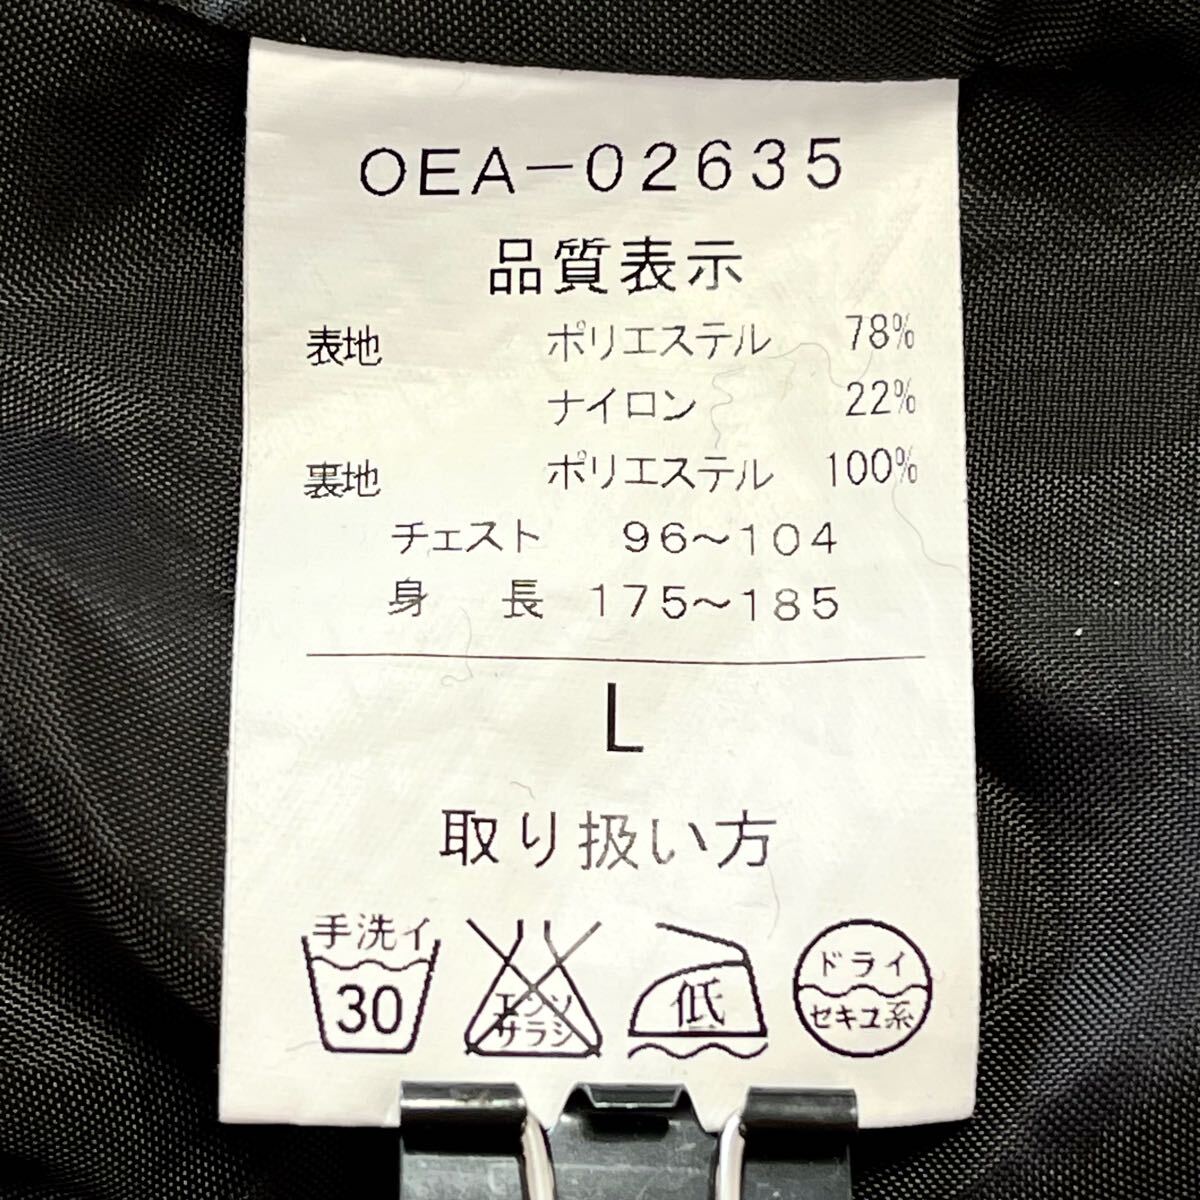 OEA-02635
品質表示
表地 ポリエステル 78%
ナイロン 22%
裏地 ポリエステル 100%
チェスト 96～104
身長 175～185
L
取り扱い方
手洗イ
30
エンソ
サラシ
低
ドライ
セキユ系